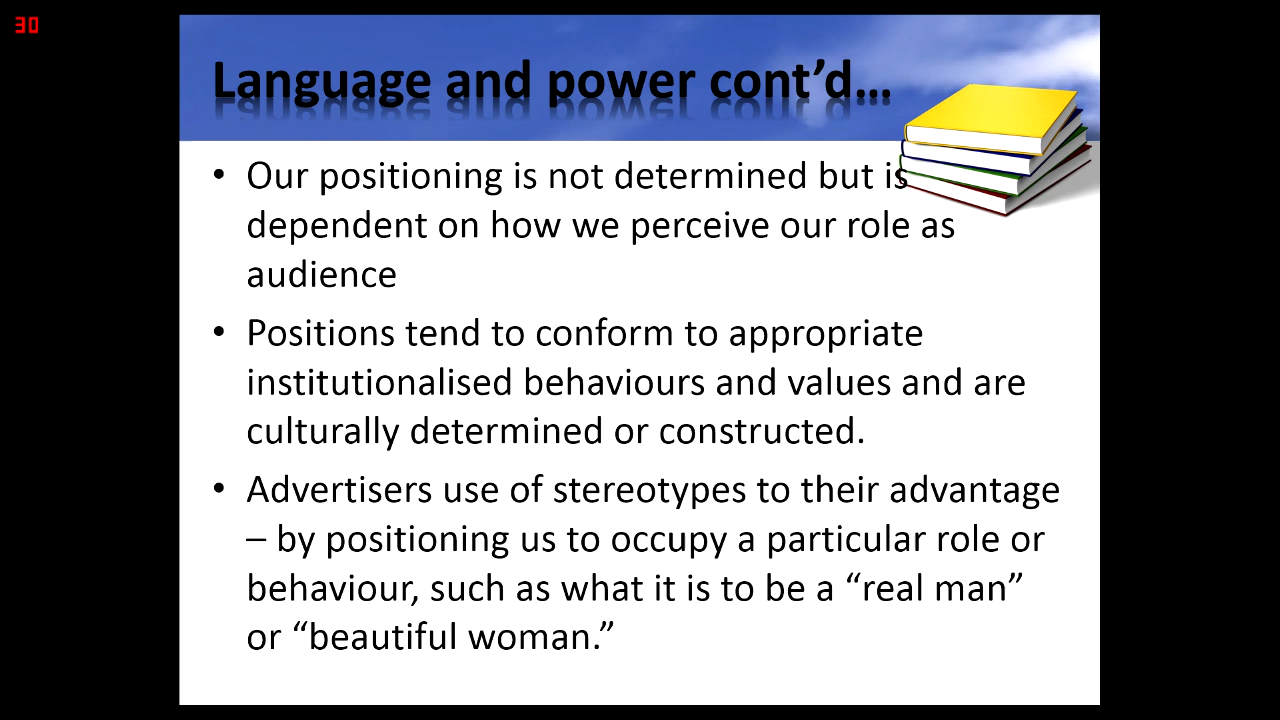 30
Language and power cont’d…
• Our positioning is not determined but is
dependent on how we perceive our role as
audience
• Positions tend to conform to appropriate
institutionalised behaviours and values and are
culturally determined or constructed.
• Advertisers use of stereotypes to their advantage
– by positioning us to occupy a particular role or
behaviour, such as what it is to be a “real man”
or “beautiful woman.”